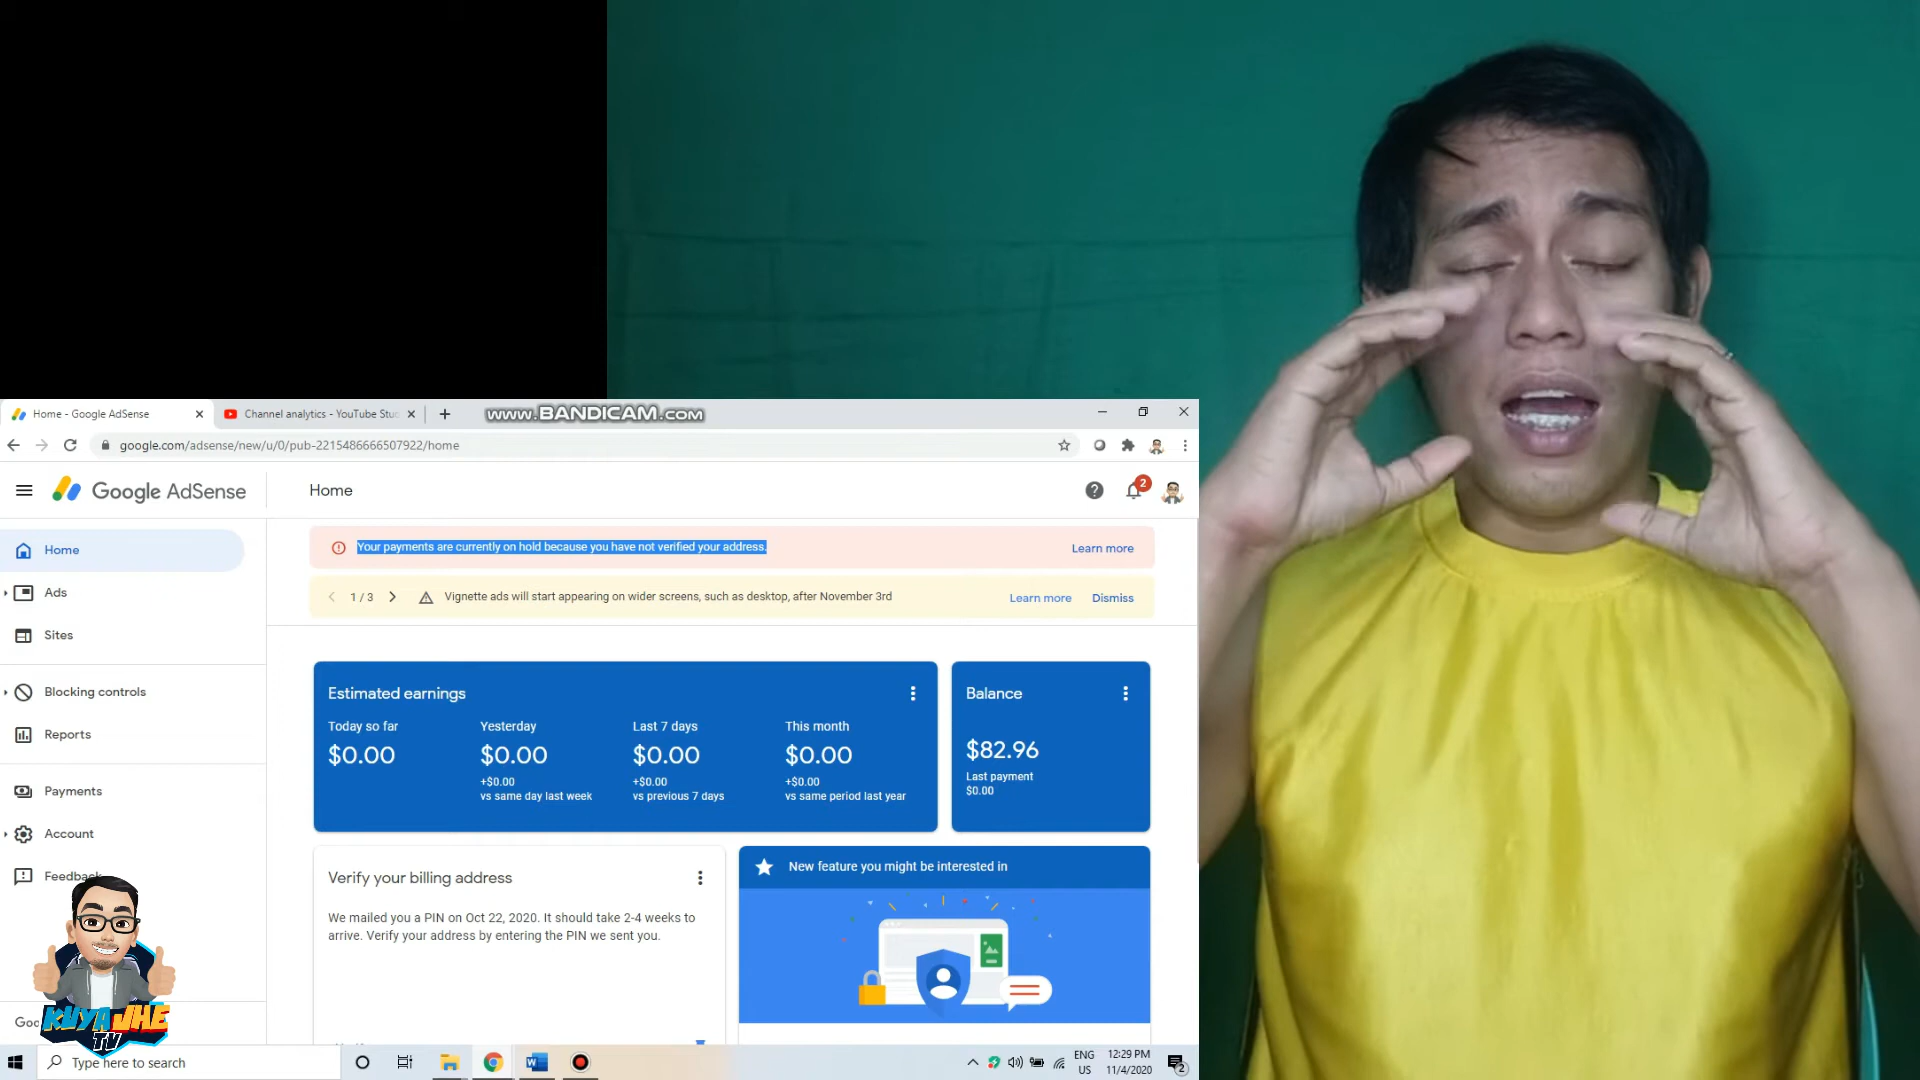 Home - Google AdSense
Channel analytics - YouTube Stu
www.BANDICAM.com
google.com/adsense/new/u/0/pub-2215486666507922/home
Google AdSense
Home
2
Home
Ads
Sites
Blocking controls
Reports
Payments
Account
Feedback
Goo
Your payments are currently on hold because you have not verified your address.
Learn more
1 / 3
Vignette ads will start appearing on wider screens, such as desktop, after November 3rd
Learn more
Dismiss
Estimated earnings
Today so far
$0.00
Yesterday
$0.00
+$0.00
vs same day last week
Last 7 days
$0.00
+$0.00
vs previous 7 days
This month
$0.00
+$0.00
vs same period last year
Balance
$82.96
Last payment
$0.00
Verify your billing address
We mailed you a PIN on Oct 22, 2020. It should take 2-4 weeks to
arrive. Verify your address by entering the PIN we sent you.
New feature you might be interested in
KUYA JHE
TV
Type here to search
ENG
US
12:29 PM
11/4/2020
2